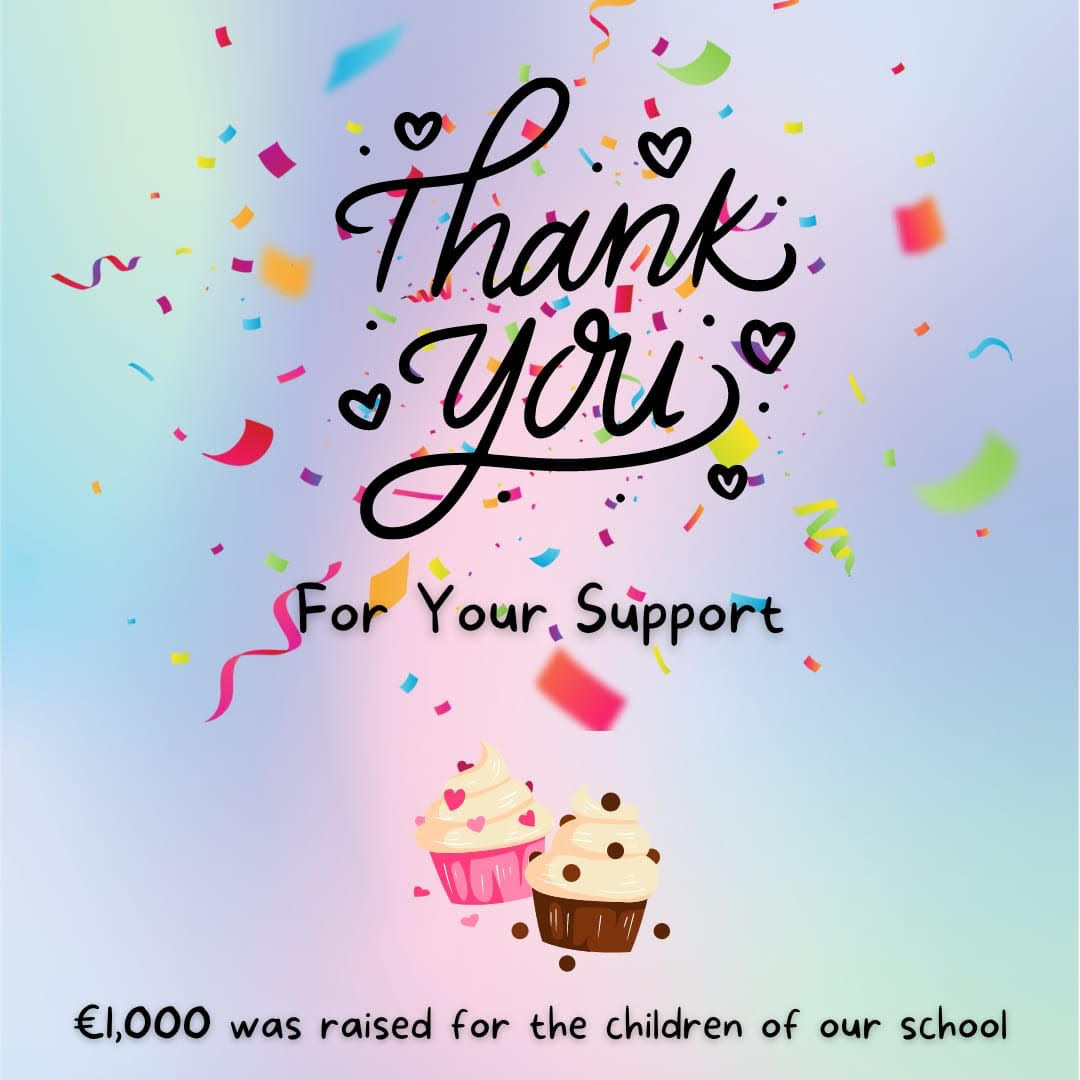 Thank
you
For Your Support
€1,000 was raised for the children of our school